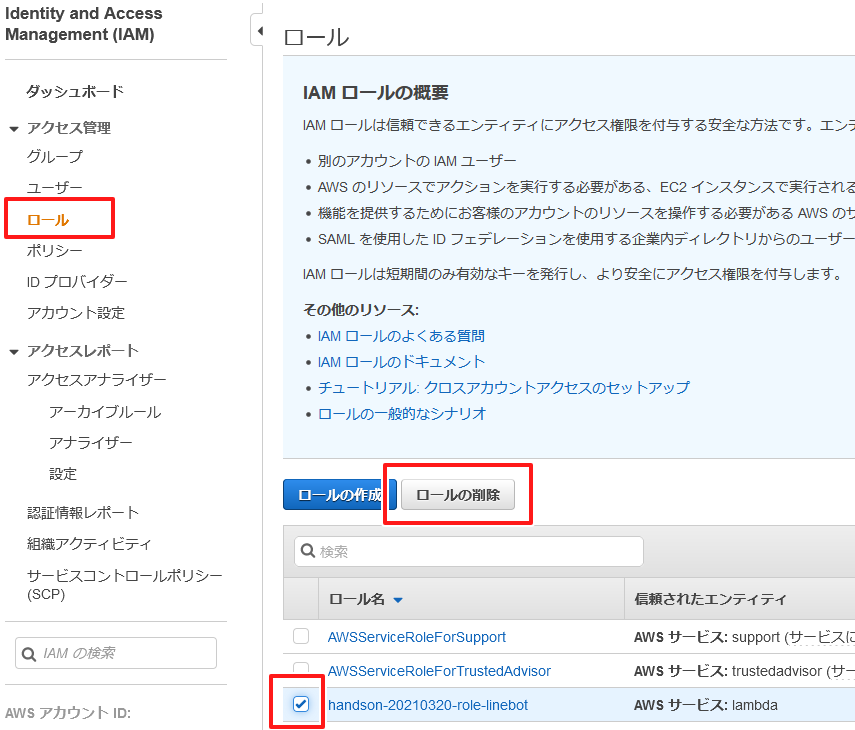 Identity and Access
Management (IAM)
ダッシュボード
アクセス管理
グループ
ユーザー
ロール
ポリシー
ID プロバイダー
アカウント設定
アクセスレポート
アクセスアナライザー
アーカイブルール
アナライザー
設定
認証情報レポート
組織アクティビティ
サービスコントロールポリシー
(SCP)
IAM の検索
AWS アカウント ID:
ロール
IAM ロールの概要
IAM ロールは信頼できるエンティティにアクセス権限を付与する安全な方法です。エンテ
• 別のアカウントの IAM ユーザー
• AWS のリソースでアクションを実行する必要がある、EC2 インスタンスで実行される
• 機能を提供するためにお客様のアカウントのリソースを操作する必要がある AWS のサ
• SAML を使用した ID フェデレーションを使用する企業内ディレクトリからのユーザー
IAM ロールは短期間のみ有効なキーを発行し、より安全にアクセス権限を付与します。
その他のリソース:
• IAM ロールのよくある質問
• IAM ロールのドキュメント
• チュートリアル: クロスアカウントアクセスのセットアップ
• ロールの一般的なシナリオ
ロールの作成 ロールの削除
検索
ロール名 信頼されたエンティティ
AWSServiceRoleForSupport AWS サービス: support (サービスに
AWSServiceRoleForTrustedAdvisor AWS サービス: trustedadvisor (サー
handson-20210320-role-linebot AWS サービス: lambda